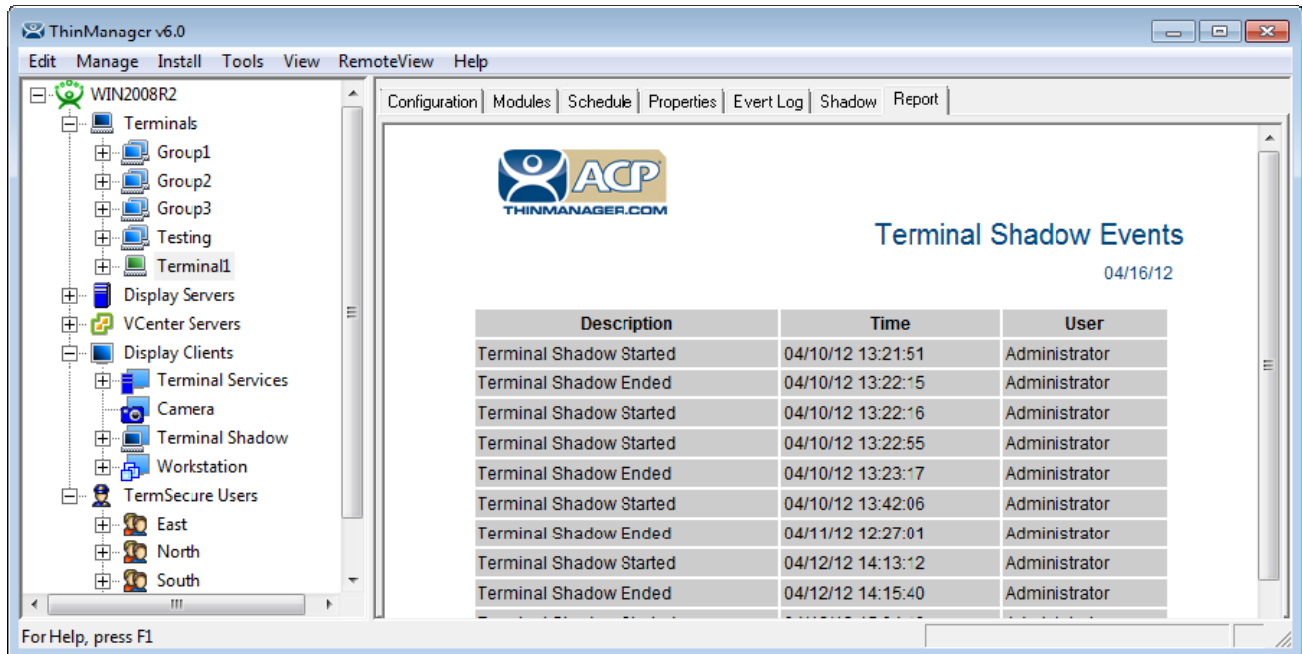 ThinManager v6.0
Edit Manage Install Tools View RemoteView Help
WIN2008R2
Terminals
Group1
Group2
Group3
Testing
Terminal1
Display Servers
VCenter Servers
Display Clients
Terminal Services
Camera
Terminal Shadow
Workstation
TermSecure Users
East
North
South
Configuration Modules Schedule Properties Event Log Shadow Report
ACP
THINMANAGER.COM
Terminal Shadow Events
04/16/12
Description Time User
Terminal Shadow Started 04/10/12 13:21:51 Administrator
Terminal Shadow Ended 04/10/12 13:22:15 Administrator
Terminal Shadow Started 04/10/12 13:22:16 Administrator
Terminal Shadow Started 04/10/12 13:22:55 Administrator
Terminal Shadow Ended 04/10/12 13:23:17 Administrator
Terminal Shadow Started 04/10/12 13:42:06 Administrator
Terminal Shadow Ended 04/11/12 12:27:01 Administrator
Terminal Shadow Started 04/12/12 14:13:12 Administrator
Terminal Shadow Ended 04/12/12 14:15:40 Administrator
For Help, press F1